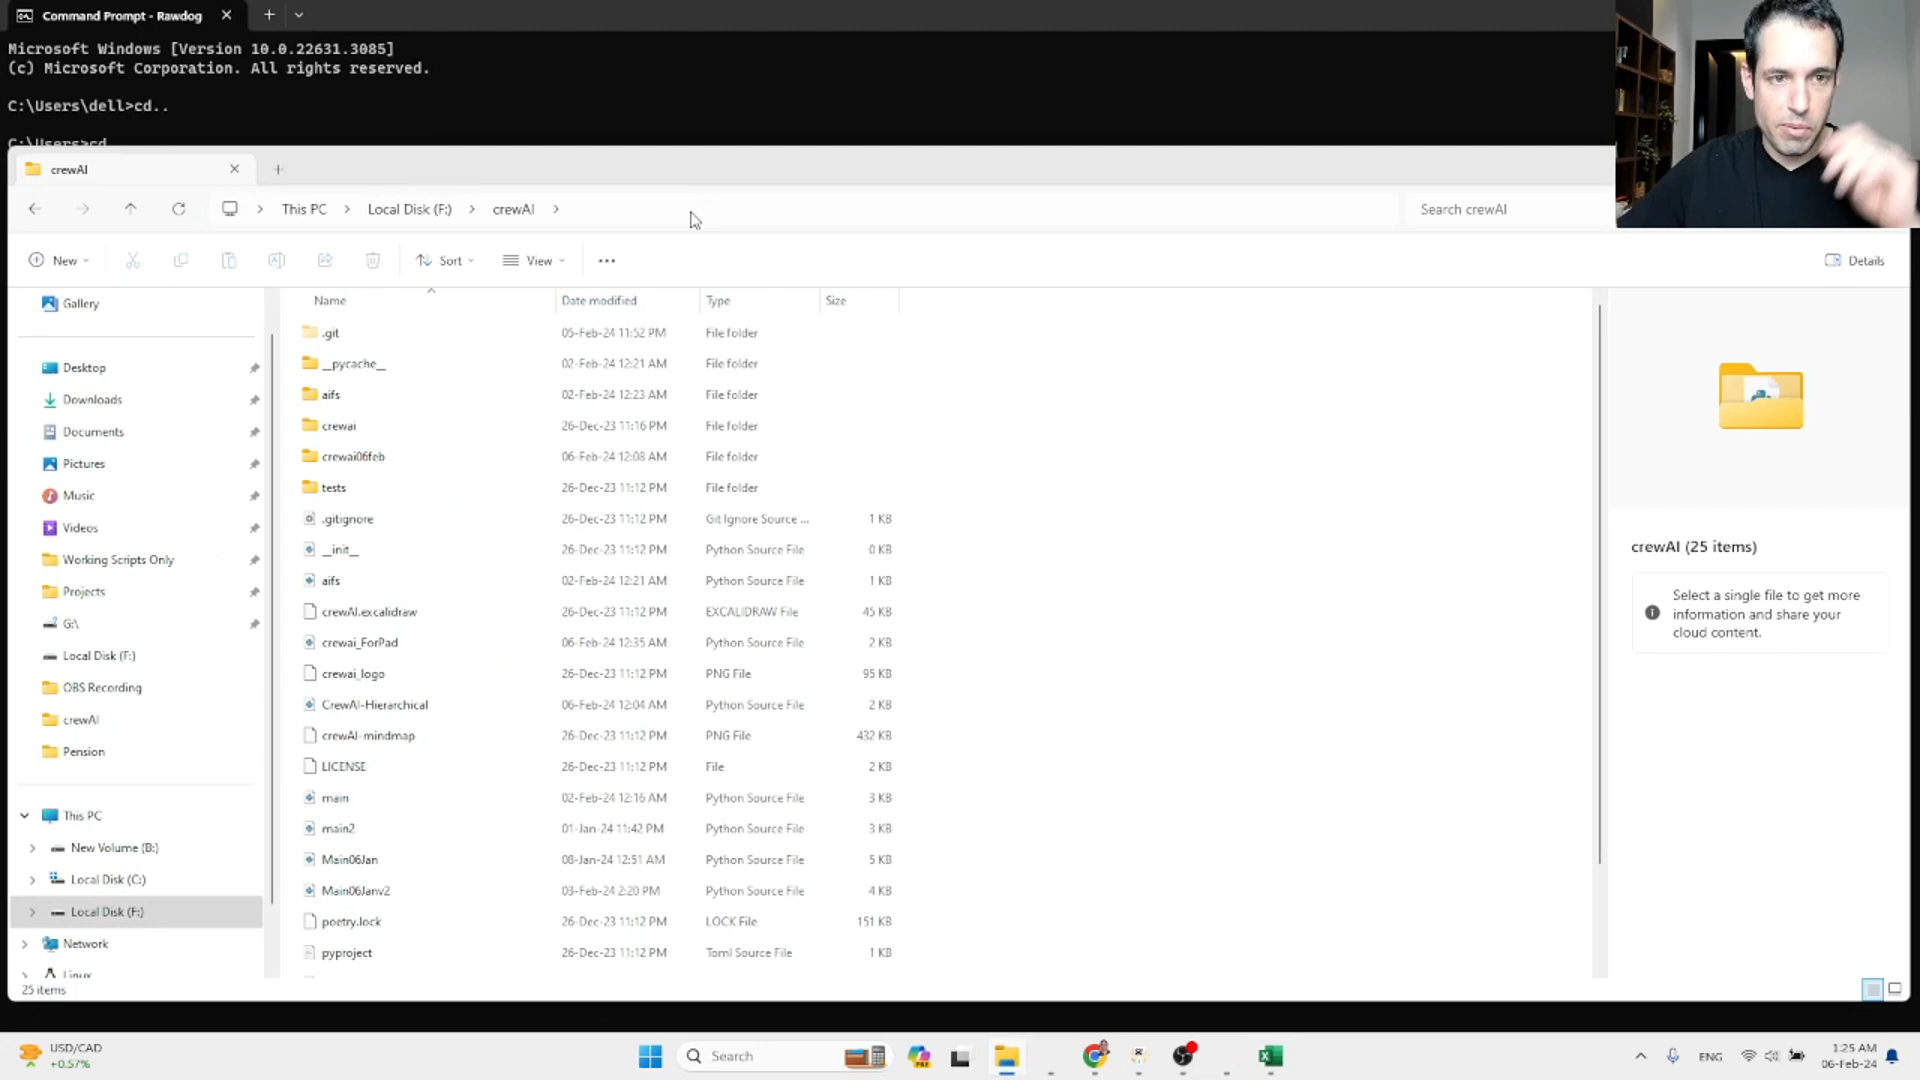 Command Prompt - Rawdog
Microsoft Windows [Version 10.0.22631.3085]
(c) Microsoft Corporation. All rights reserved.
C:\Users\dell>cd..
C:\Users>cd
crewAI
This PC > Local Disk (F:) > crewAI >
Search crewAI
New
Sort
View
Details
Gallery
Desktop
Downloads
Documents
Pictures
Music
Videos
Working Scripts Only
Projects
G:\
Local Disk (F:)
OBS Recording
crewAI
Pension
This PC
New Volume (B:)
Local Disk (C:)
Local Disk (F:)
Network
Linux
Name Date modified Type Size
.git 05-Feb-24 11:52 PM File folder
__pycache__ 02-Feb-24 12:21 AM File folder
aifs 02-Feb-24 12:23 AM File folder
crewai 26-Dec-23 11:16 PM File folder
crewai06feb 06-Feb-24 12:08 AM File folder
tests 26-Dec-23 11:12 PM File folder
.gitignore 26-Dec-23 11:12 PM Git Ignore Source ... 1 KB
__init__ 26-Dec-23 11:12 PM Python Source File 0 KB
aifs 02-Feb-24 12:21 AM Python Source File 1 KB
crewAI.excalidraw 26-Dec-23 11:12 PM EXCALIDRAW File 45 KB
crewai_ForPad 06-Feb-24 12:35 AM Python Source File 2 KB
crewai_logo 26-Dec-23 11:12 PM PNG File 95 KB
CrewAI-Hierarchical 06-Feb-24 12:04 AM Python Source File 2 KB
crewAI-mindmap 26-Dec-23 11:12 PM PNG File 432 KB
LICENSE 26-Dec-23 11:12 PM File 2 KB
main 02-Feb-24 12:16 AM Python Source File 3 KB
main2 01-Jan-24 11:42 PM Python Source File 3 KB
Main06Jan 08-Jan-24 12:51 AM Python Source File 5 KB
Main06Janv2 03-Feb-24 2:20 PM Python Source File 4 KB
poetry.lock 26-Dec-23 11:12 PM LOCK File 151 KB
pyproject 26-Dec-23 11:12 PM Toml Source File 1 KB
crewAI (25 items)
Select a single file to get more
information and share your
cloud content.
25 items
USD/CAD
+0.57%
Search
ENG
1:25 AM
06-Feb-24